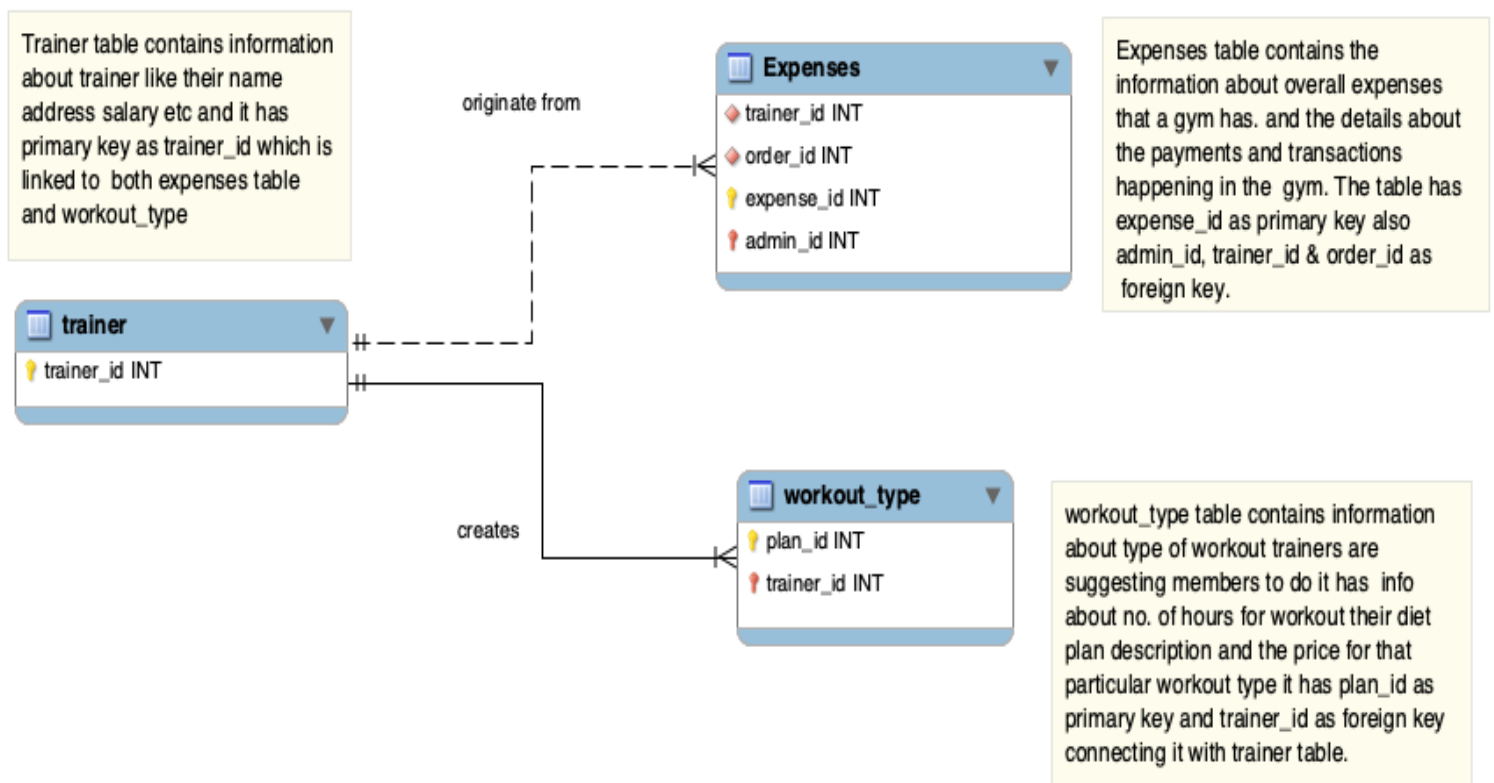 Trainer table contains information
about trainer like their name
address salary etc and it has
primary key as trainer_id which is
linked to both expenses table
and workout_type
originate from
Expenses
trainer_id INT
order_id INT
expense_id INT
admin_id INT
Expenses table contains the
information about overall expenses
that a gym has. and the details about
the payments and transactions
happening in the gym. The table has
expense_id as primary key also
admin_id, trainer_id & order_id as
foreign key.
trainer
trainer_id INT
creates
workout_type
plan_id INT
trainer_id INT
workout_type table contains information
about type of workout trainers are
suggesting members to do it has info
about no. of hours for workout their diet
plan description and the price for that
particular workout type it has plan_id as
primary key and trainer_id as foreign key
connecting it with trainer table.